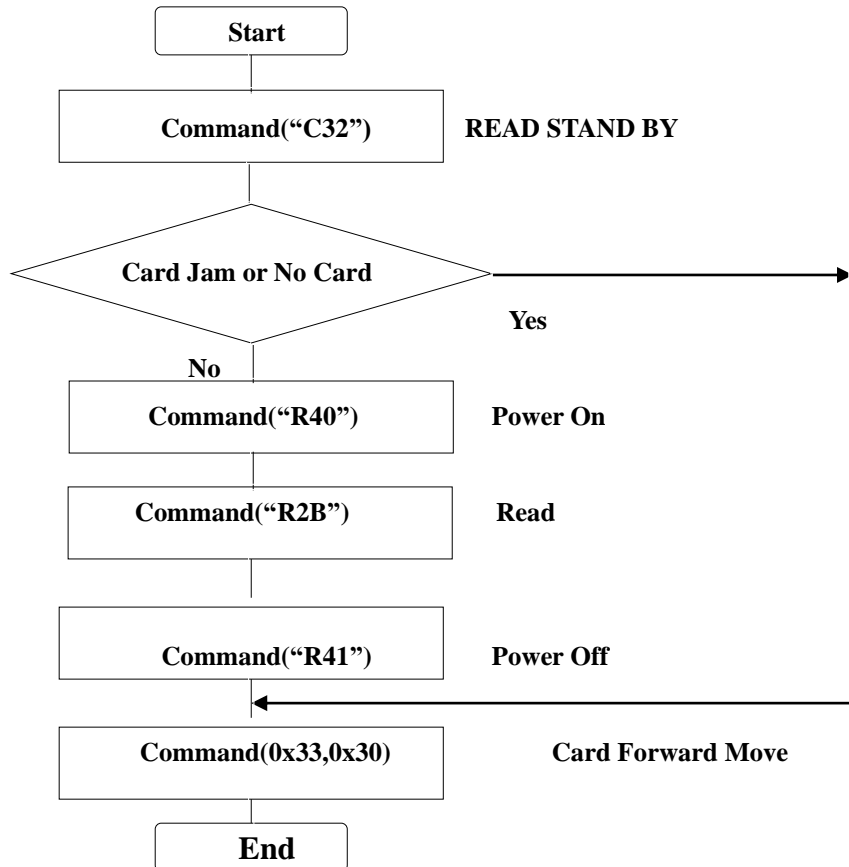 Start
Command(“C32”) READ STAND BY
Card Jam or No Card
Yes
No
Command(“R40”) Power On
Command(“R2B”) Read
Command(“R41”) Power Off
Command(0x33,0x30) Card Forward Move
End